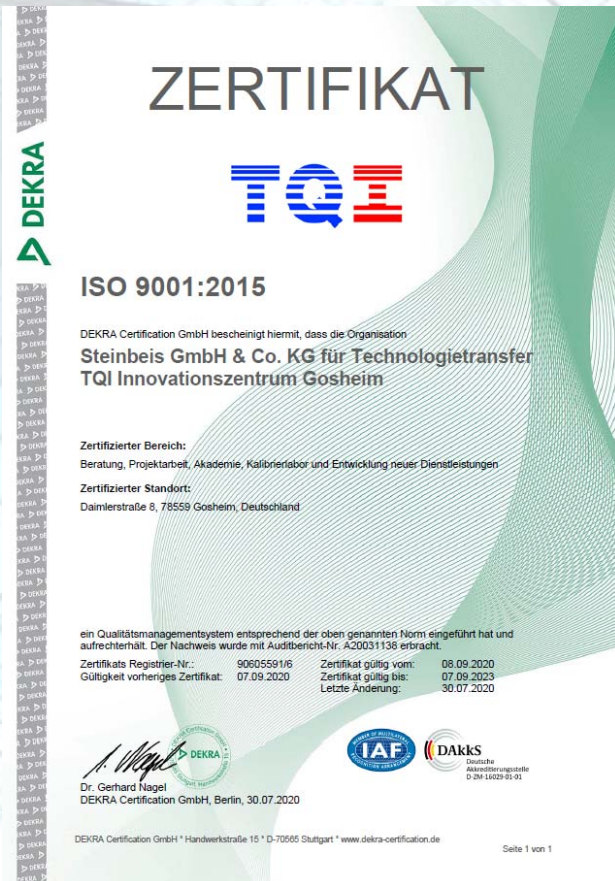 ZERTIFIKAT
DEKRA
TQI
ISO 9001:2015
DEKRA Certification GmbH bescheinigt hiermit, dass die Organisation
Steinbeis GmbH & Co. KG für Technologietransfer
TQI Innovationszentrum Gosheim
Zertifizierter Bereich:
Beratung, Projektarbeit, Akademie, Kalibrierlabor und Entwicklung neuer Dienstleistungen
Zertifizierter Standort:
Daimlerstraße 8, 78559 Gosheim, Deutschland
ein Qualitätsmanagementsystem entsprechend der oben genannten Norm eingeführt hat und
aufrechterhält. Der Nachweis wurde mit Auditbericht-Nr. A20031138 erbracht.
Zertifikats Registrier-Nr.: 90605591/6 Zertifikat gültig vom: 08.09.2020
Gültigkeit vorheriges Zertifikat: 07.09.2020 Zertifikat gültig bis: 07.09.2023
Letzte Änderung: 30.07.2020
DEKRA
IAF
DAkkS
Deutsche
Akkreditierungsstelle
D-ZM-16029-01-01
Dr. Gerhard Nagel
DEKRA Certification GmbH, Berlin, 30.07.2020
DEKRA Certification GmbH * Handwerkstraße 15 * D-70565 Stuttgart * www.dekra-certification.de
Seite 1 von 1